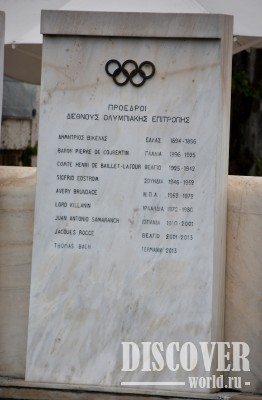 ΠΡΟΕΔΡΟΙ
ΔΙΕΘΝΟΥΣ ΟΛΥΜΠΙΑΚΗΣ ΕΠΙΤΡΟΠΗΣ
ΔΗΜΗΤΡΙΟΣ ΒΙΚΕΛΑΣ ΕΛΛΑΣ 1894-1896
BARON PIERRE DE COUBERTIN ΓΑΛΛΙΑ 1896-1925
COMTE HENRI DE BAILLET-LATOUR ΒΕΛΓΙΟ 1925-1942
SIGFRID EDSTROM ΣΟΥΗΔΙΑ 1946-1952
AVERY BRUNDAGE Η.Π.Α. 1952-1972
LORD KILLANIN ΙΡΛΑΝΔΙΑ 1972-1980
JUAN ANTONIO SAMARANCH ΙΣΠΑΝΙΑ 1980-2001
JACQUES ROGGE ΒΕΛΓΙΟ 2001-2013
THOMAS BACH ΓΕΡΜΑΝΙΑ 2013
DISCOVER
world.ru